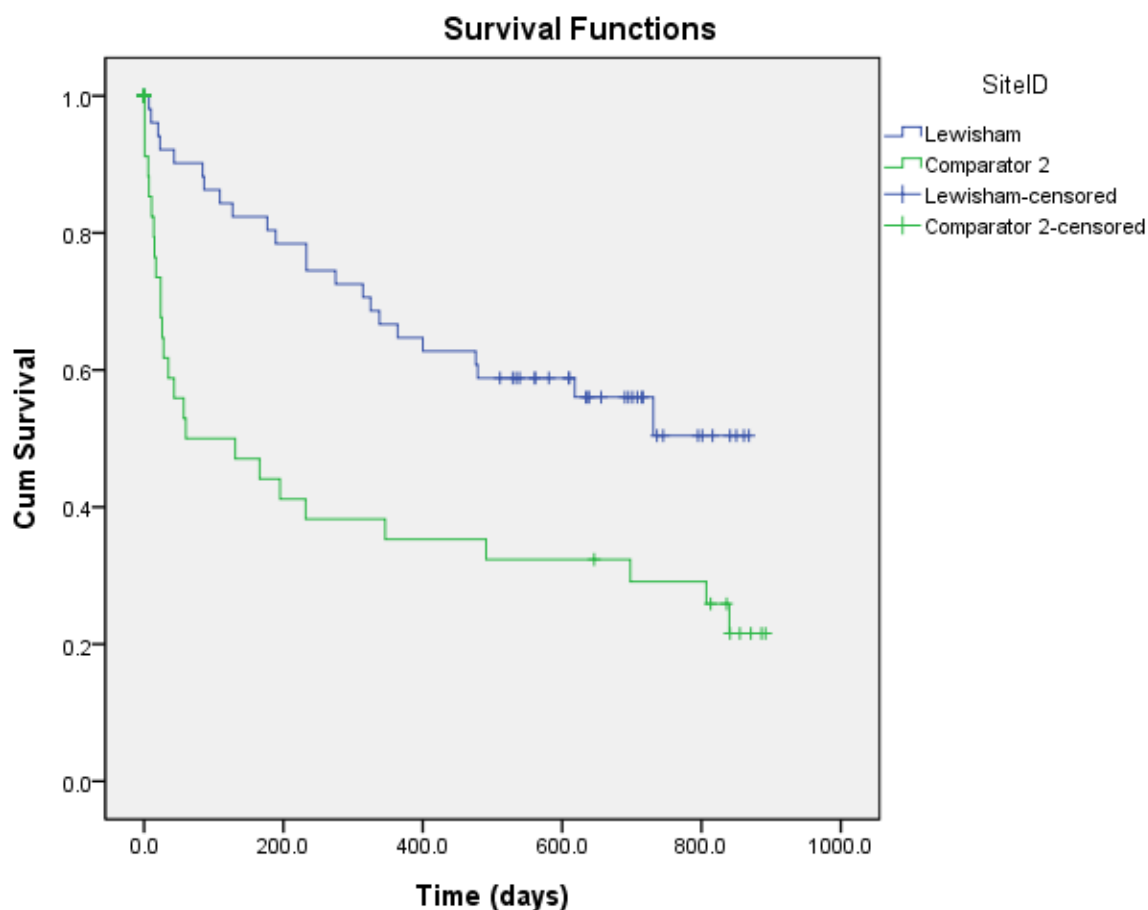 Survival Functions
SiteID
Lewisham
Comparator 2
Lewisham-censored
Comparator 2-censored
Cum Survival
1.0
0.8
0.6
0.4
0.2
0.0
0.0 200.0 400.0 600.0 800.0 1000.0
Time (days)